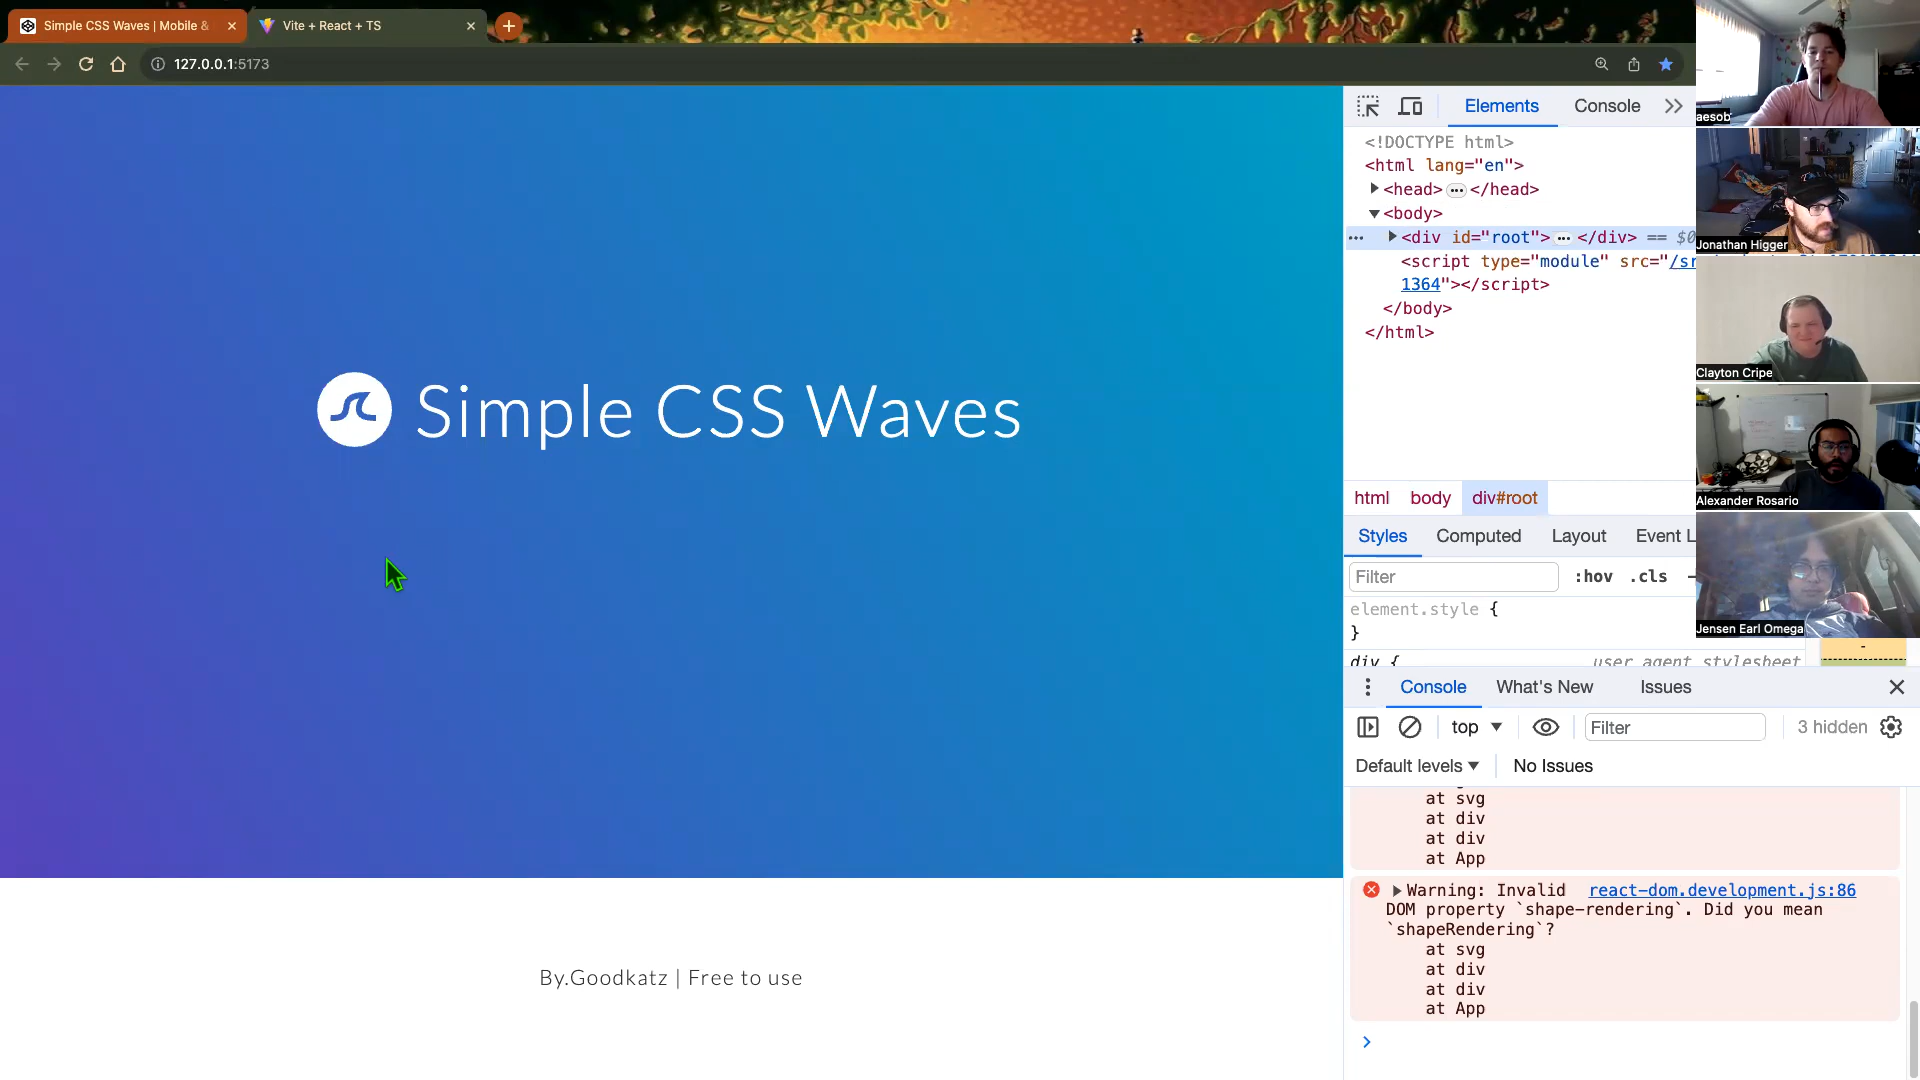 Simple CSS Waves | Mobile &
Vite + React + TS
127.0.0.1:5173
Simple CSS Waves
By.Goodkatz | Free to use
Elements
Console
<!DOCTYPE html>
<html lang="en">
<head> ••• </head>
<body>
••• <div id="root"> ••• </div> == $0
<script type="module" src="/sr
1364"></script>
</body>
</html>
html
body
div#root
Styles
Computed
Layout
Event L
Filter
:hov
.cls
element.style {
}
div {
user agent stylesheet
-
Console
What's New
Issues
top
Filter
3 hidden
Default levels
No Issues
at svg
at div
at div
at App
Warning: Invalid react-dom.development.js:86
DOM property `shape-rendering`. Did you mean
`shapeRendering`?
at svg
at div
at div
at App
aesob
Jonathan Higger
Clayton Cripe
Alexander Rosario
Jensen Earl Omega